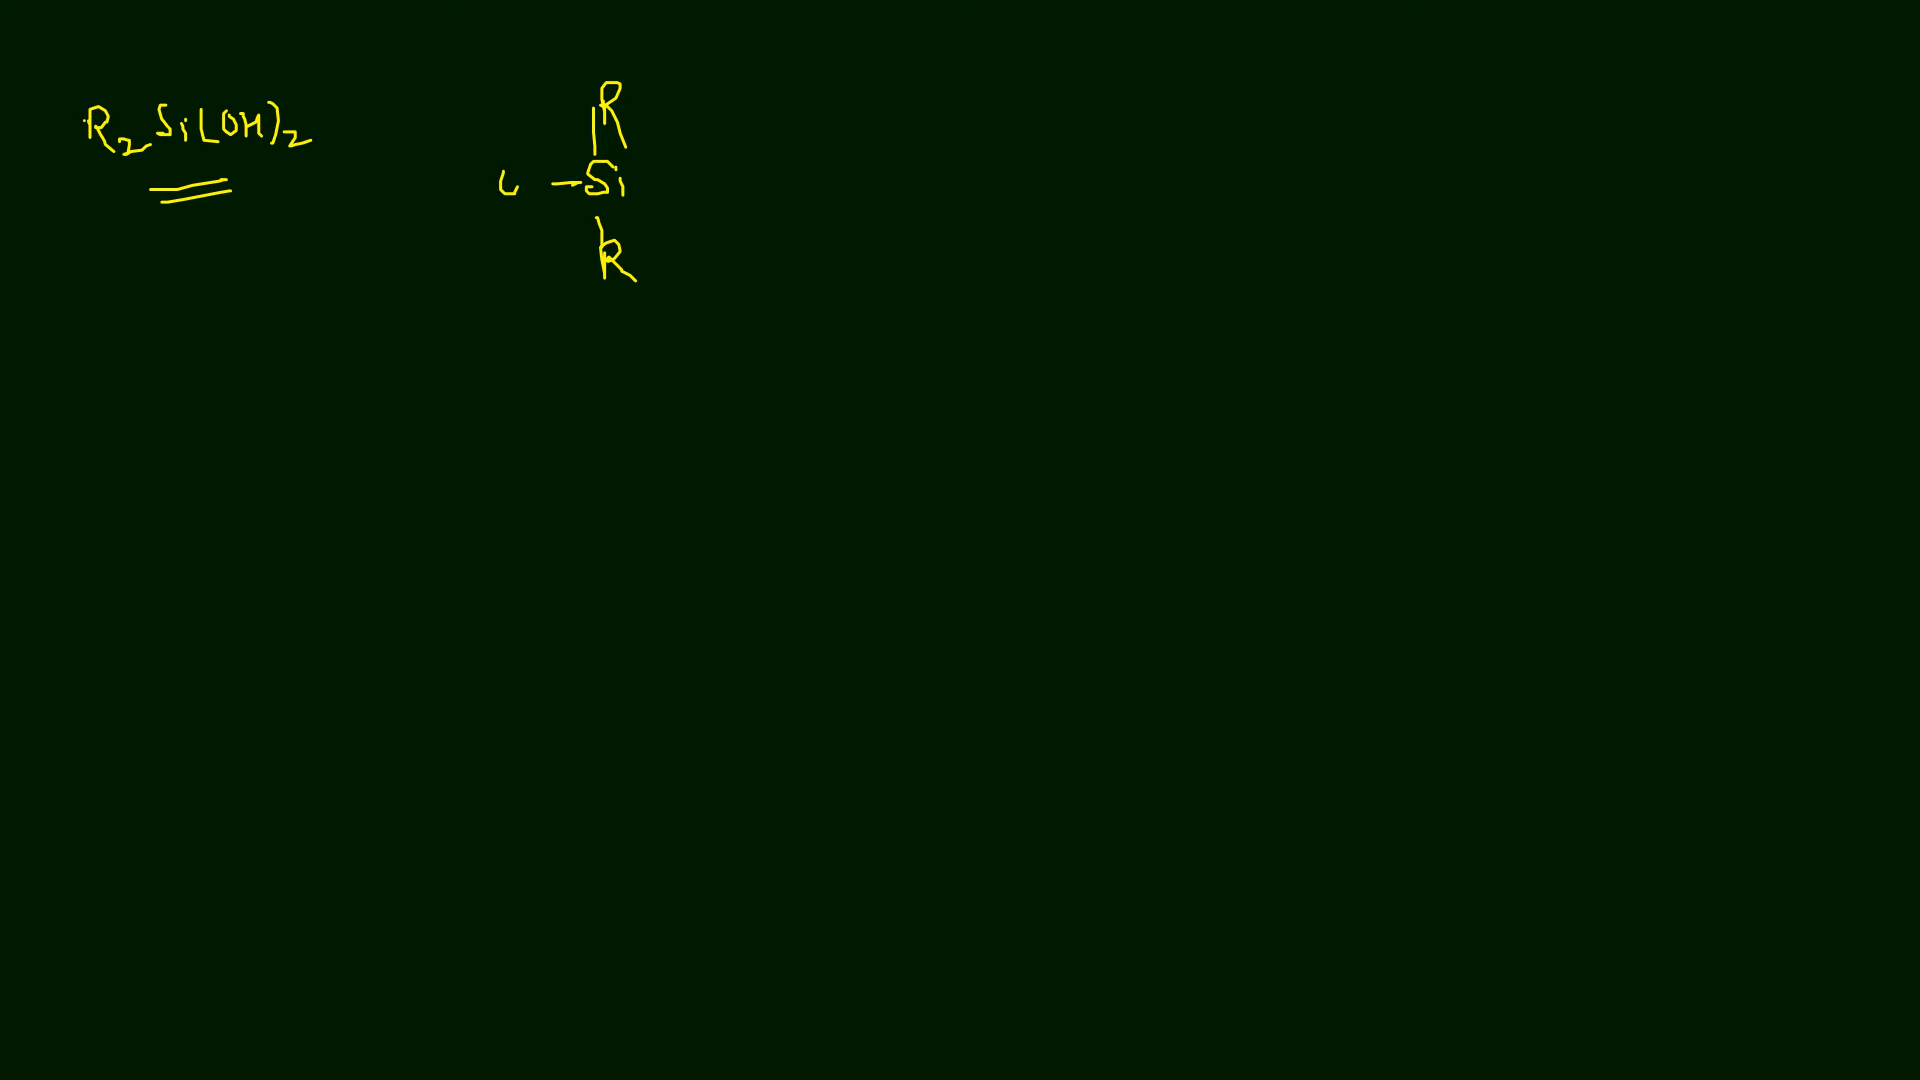 R₂Si(OH)₂
R
–Si
R